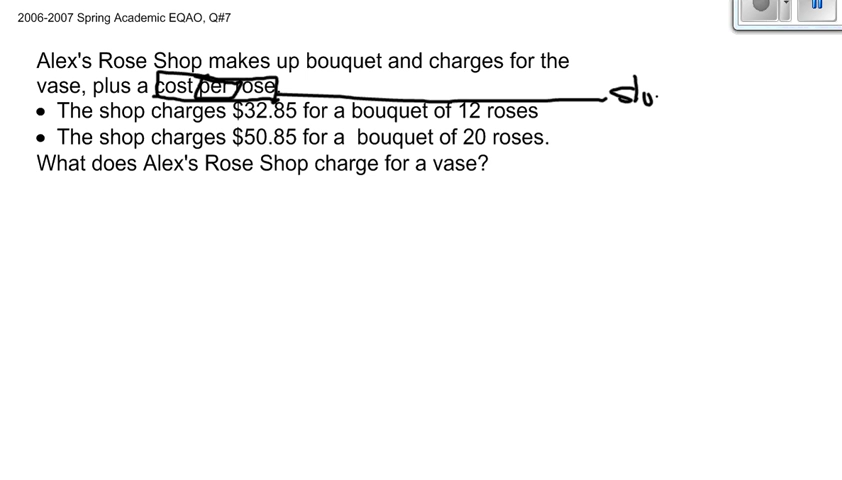 2006-2007 Spring Academic EQAO, Q#7
Alex's Rose Shop makes up bouquet and charges for the
vase, plus a cost per rose.
• The shop charges $32.85 for a bouquet of 12 roses
• The shop charges $50.85 for a bouquet of 20 roses.
What does Alex's Rose Shop charge for a vase?